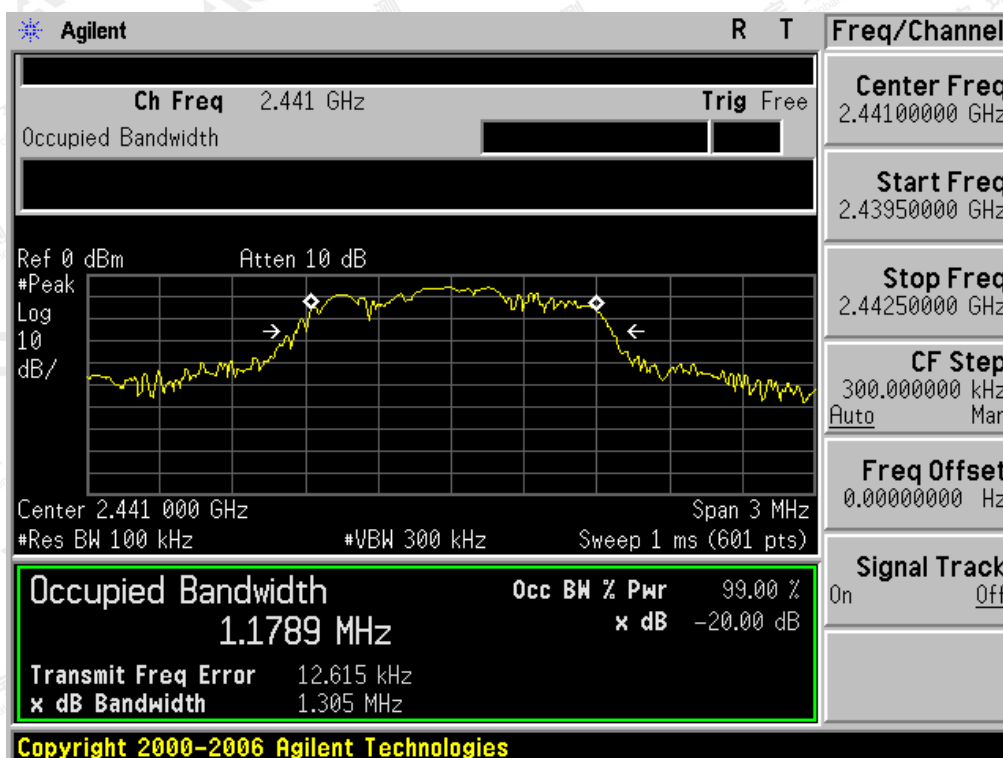 Agilent R T Freq/Channel
Ch Freq 2.441 GHz Trig Free
Occupied Bandwidth
Center Freq
2.44100000 GHz
Start Freq
2.43950000 GHz
Stop Freq
2.44250000 GHz
CF Step
300.000000 kHz
Auto Man
Freq Offset
0.00000000 Hz
Signal Track
On Off
Ref 0 dBm Atten 10 dB
#Peak
Log
10
dB/
Center 2.441 000 GHz Span 3 MHz
#Res BW 100 kHz #VBW 300 kHz Sweep 1 ms (601 pts)
Occupied Bandwidth Occ BW % Pwr 99.00 %
1.1789 MHz x dB -20.00 dB
Transmit Freq Error 12.615 kHz
x dB Bandwidth 1.305 MHz
Copyright 2000-2006 Agilent Technologies